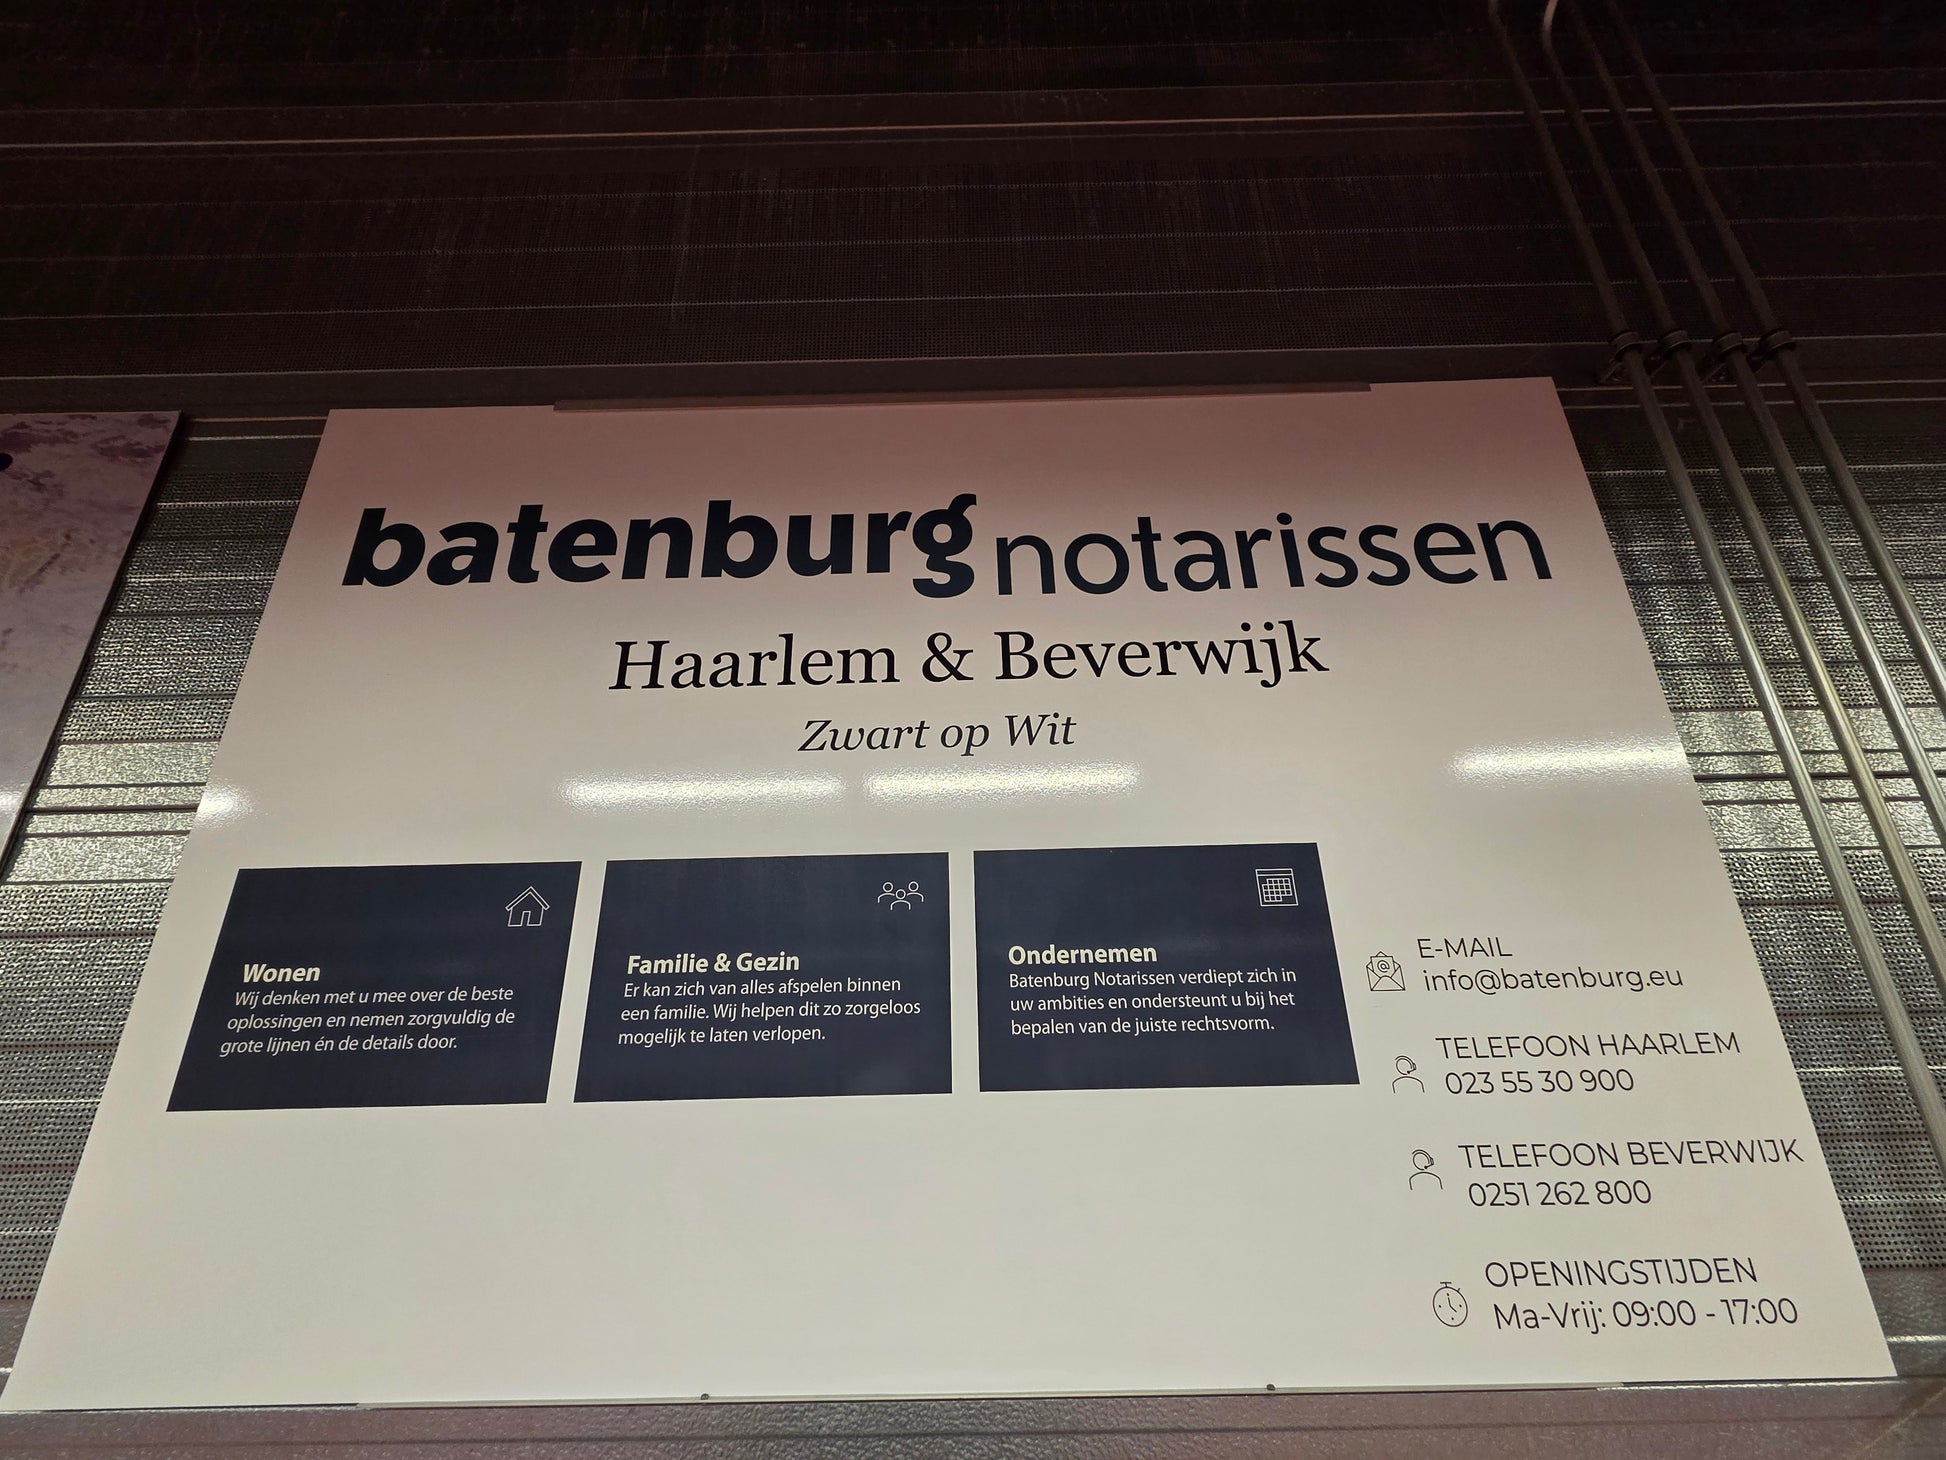 batenburg notarissen
Haarlem & Beverwijk
Zwart op Wit
Wonen
Wij denken met u mee over de beste
oplossingen en nemen zorgvuldig de
grote lijnen én de details door.
Familie & Gezin
Er kan zich van alles afspelen binnen
een familie. Wij helpen dit zo zorgeloos
mogelijk te laten verlopen.
Ondernemen
Batenburg Notarissen verdiept zich in
uw ambities en ondersteunt u bij het
bepalen van de juiste rechtsvorm.
E-MAIL
info@batenburg.eu
TELEFOON HAARLEM
023 55 30 900
TELEFOON BEVERWIJK
0251 262 800
OPENINGSTIJDEN
Ma-Vrij: 09:00 - 17:00